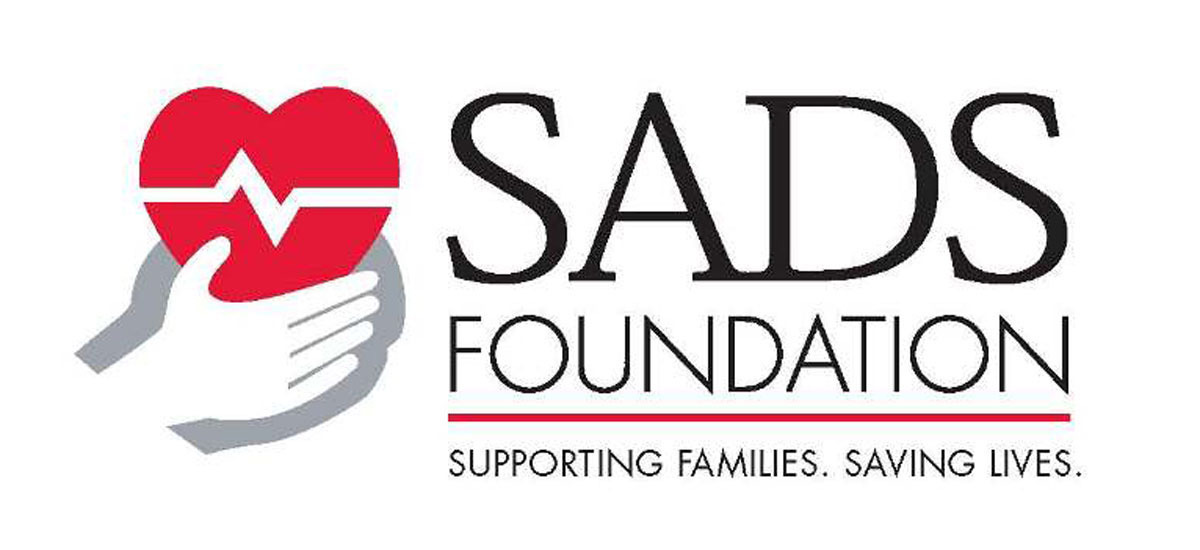 SADS
FOUNDATION
SUPPORTING FAMILIES. SAVING LIVES.